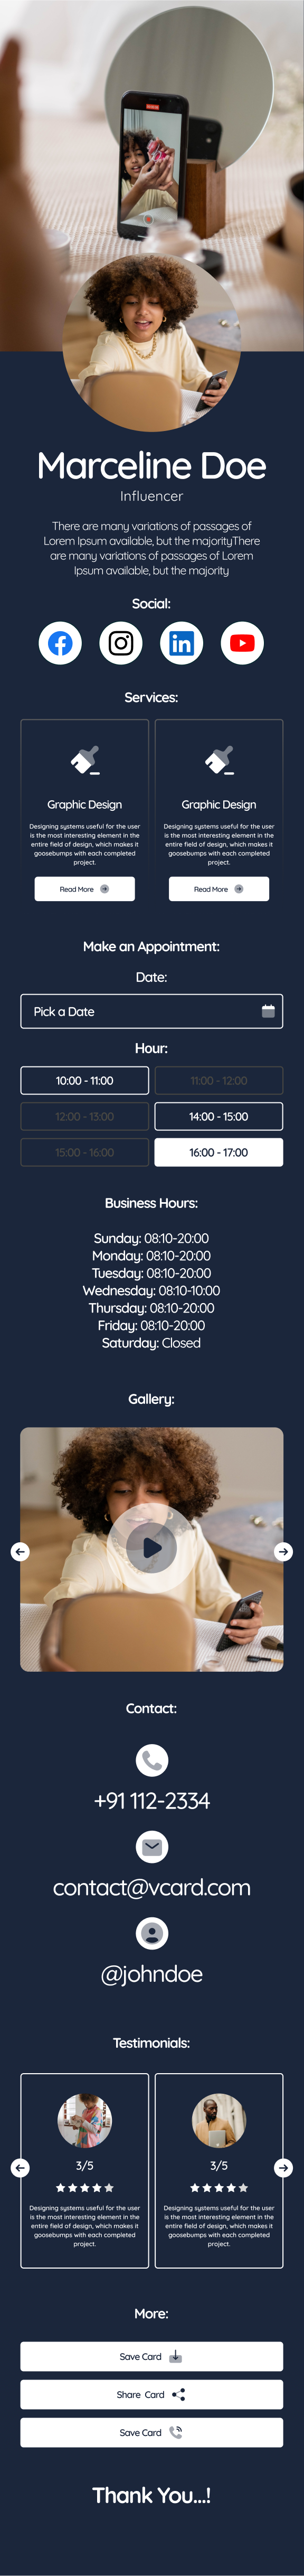 Marceline Doe
Influencer
There are many variations of passages of
Lorem Ipsum available, but the majorityThere
are many variations of passages of Lorem
Ipsum available, but the majority
Social:
Services:
Graphic Design
Designing systems useful for the user
is the most interesting element in the
entire field of design, which makes it
goosebumps with each completed
project.
Read More
Graphic Design
Designing systems useful for the user
is the most interesting element in the
entire field of design, which makes it
goosebumps with each completed
project.
Read More
Make an Appointment:
Date:
Pick a Date
Hour:
10:00 - 11:00
11:00 - 12:00
12:00 - 13:00
14:00 - 15:00
15:00 - 16:00
16:00 - 17:00
Business Hours:
Sunday: 08:10-20:00
Monday: 08:10-20:00
Tuesday: 08:10-20:00
Wednesday: 08:10-10:00
Thursday: 08:10-20:00
Friday: 08:10-20:00
Saturday: Closed
Gallery:
Contact:
+91 112-2334
contact@vcard.com
@johndoe
Testimonials:
3/5
Designing systems useful for the user
is the most interesting element in the
entire field of design, which makes it
goosebumps with each completed
project.
3/5
Designing systems useful for the user
is the most interesting element in the
entire field of design, which makes it
goosebumps with each completed
project.
More:
Save Card
Share Card
Save Card
Thank You...!